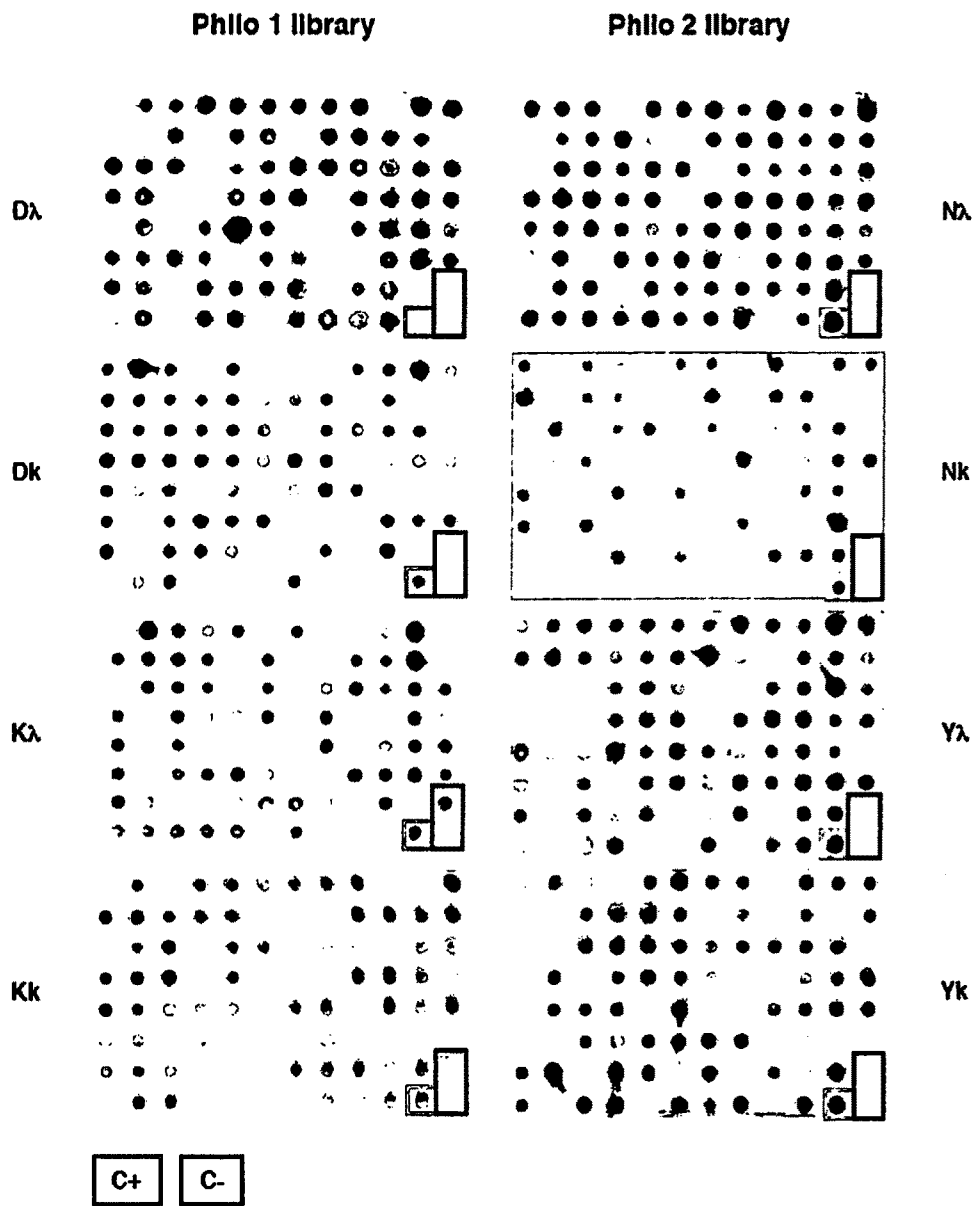 Philo 1 library Philo 2 library
Dλ Nλ
Dk Nk
Kλ Yλ
Kk Yk
C+ C-